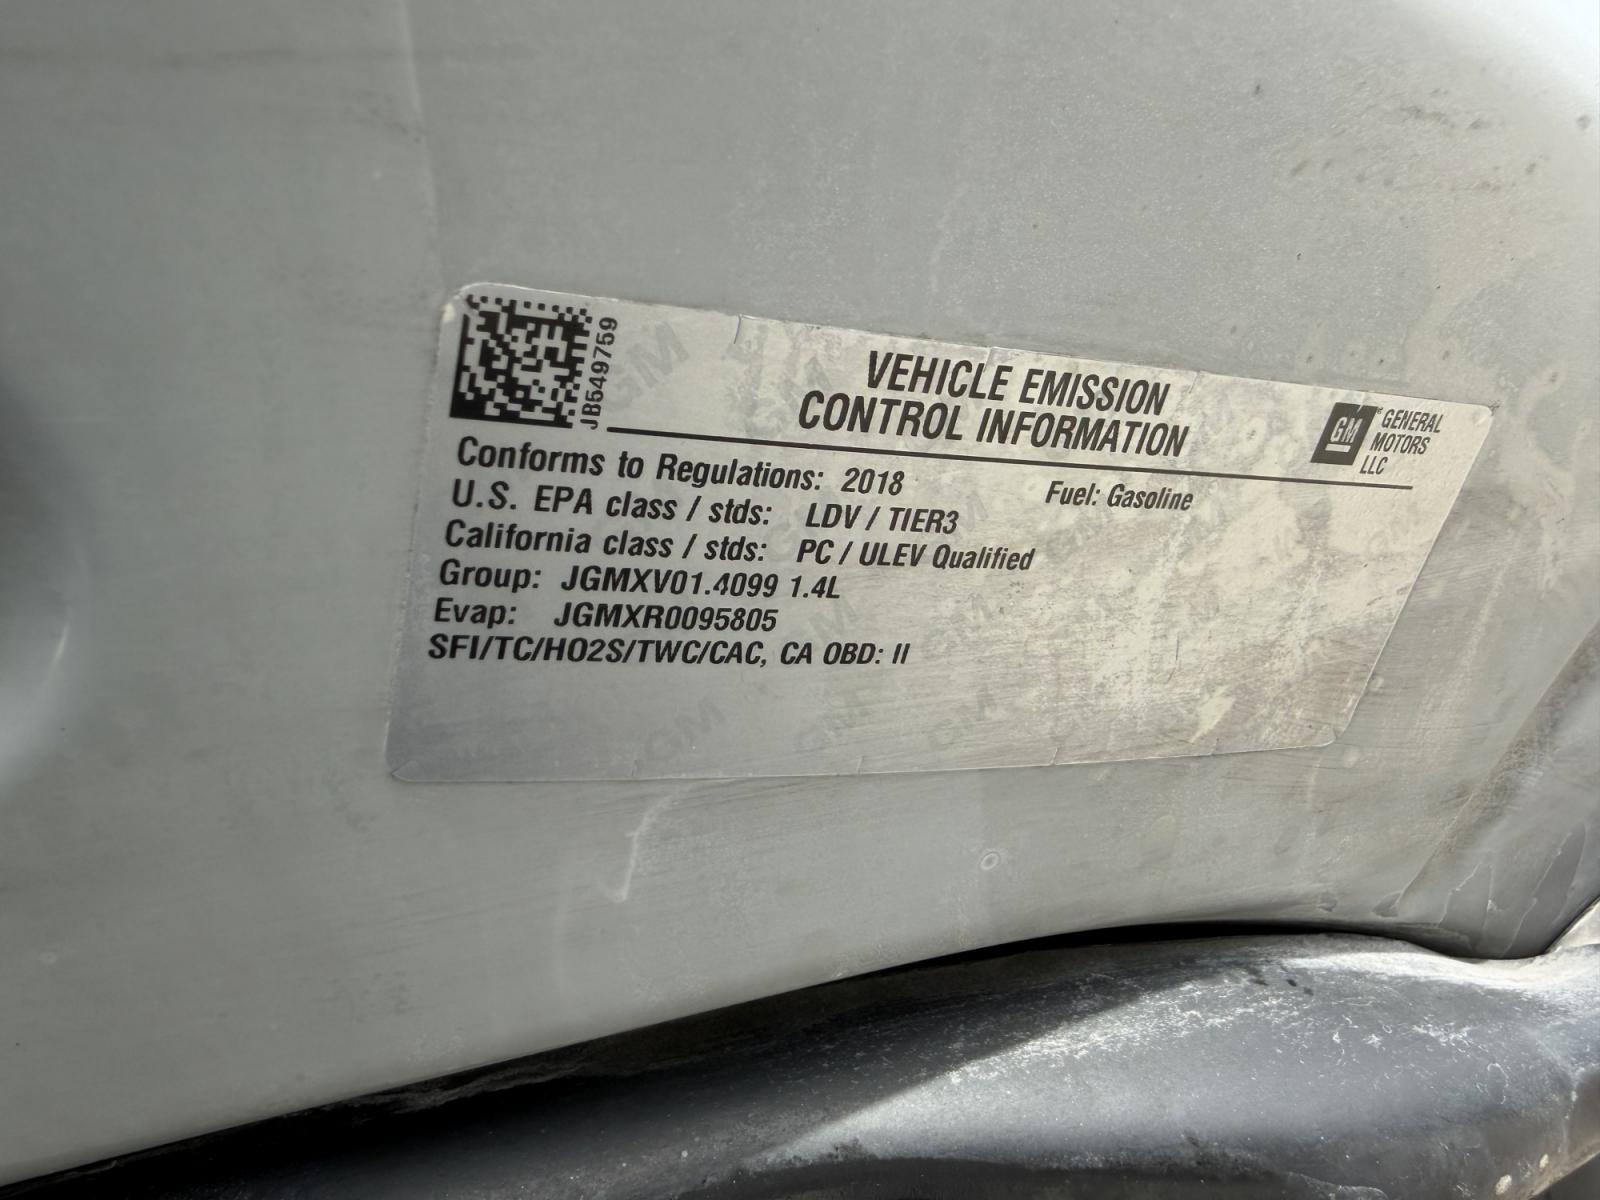 JB549759
VEHICLE EMISSION
CONTROL INFORMATION
GM GENERAL
MOTORS
LLC
Conforms to Regulations: 2018 Fuel: Gasoline
U.S. EPA class / stds: LDV / TIER3
California class / stds: PC / ULEV Qualified
Group: JGMXV01.4099 1.4L
Evap: JGMXR0095805
SFI/TC/HO2S/TWC/CAC, CA OBD: II